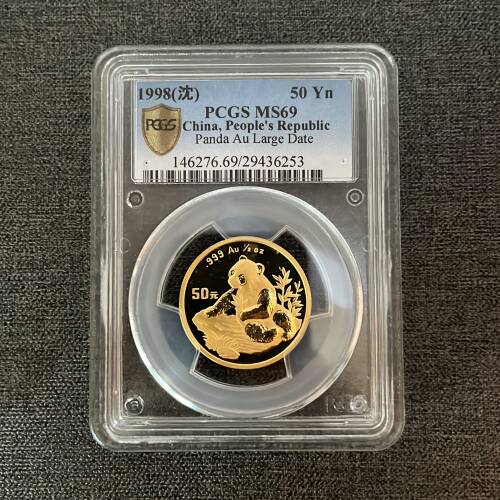 1998(沈) 50 Yn
PCGS MS69
PCGS
China, People's Republic
Panda Au Large Date
146276.69/29436253
.999 Au ½ oz
50元